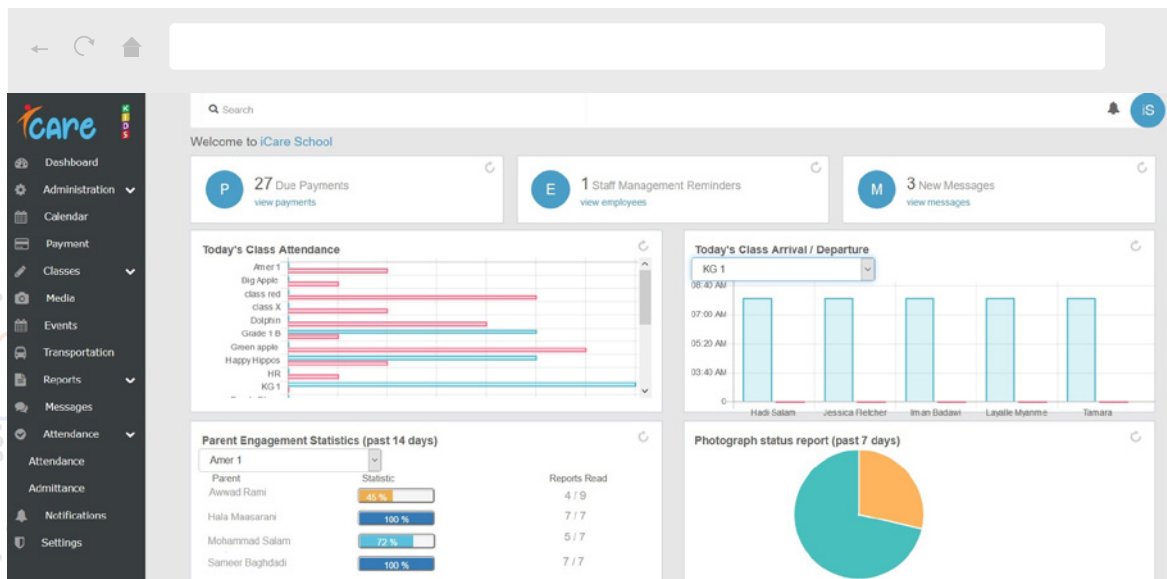 icare KIDS
Dashboard
Administration
Calendar
Payment
Classes
Media
Events
Transportation
Reports
Messages
Attendance
Attendance
Admittance
Notifications
Settings
Search
iS
Welcome to iCare School
P
27 Due Payments
view payments
E
1 Staff Management Reminders
view employees
M
3 New Messages
view messages
Today's Class Attendance
Amer 1
Big Apple
class red
class X
Dolphin
Grade 1 B
Green apple
Happy Hippos
HR
KG 1
Today's Class Arrival / Departure
KG 1
08:40 AM
07:00 AM
05:20 AM
03:40 AM
0
Hadi Salam Jessica Fletcher Iman Badawi Layalle Myanme Tamara
Parent Engagement Statistics (past 14 days)
Amer 1
Parent Statistic Reports Read
Awwad Rami 45 % 4 / 9
Hala Maasarani 100 % 7 / 7
Mohammad Salam 72 % 5 / 7
Sameer Baghdadi 100 % 7 / 7
Photograph status report (past 7 days)